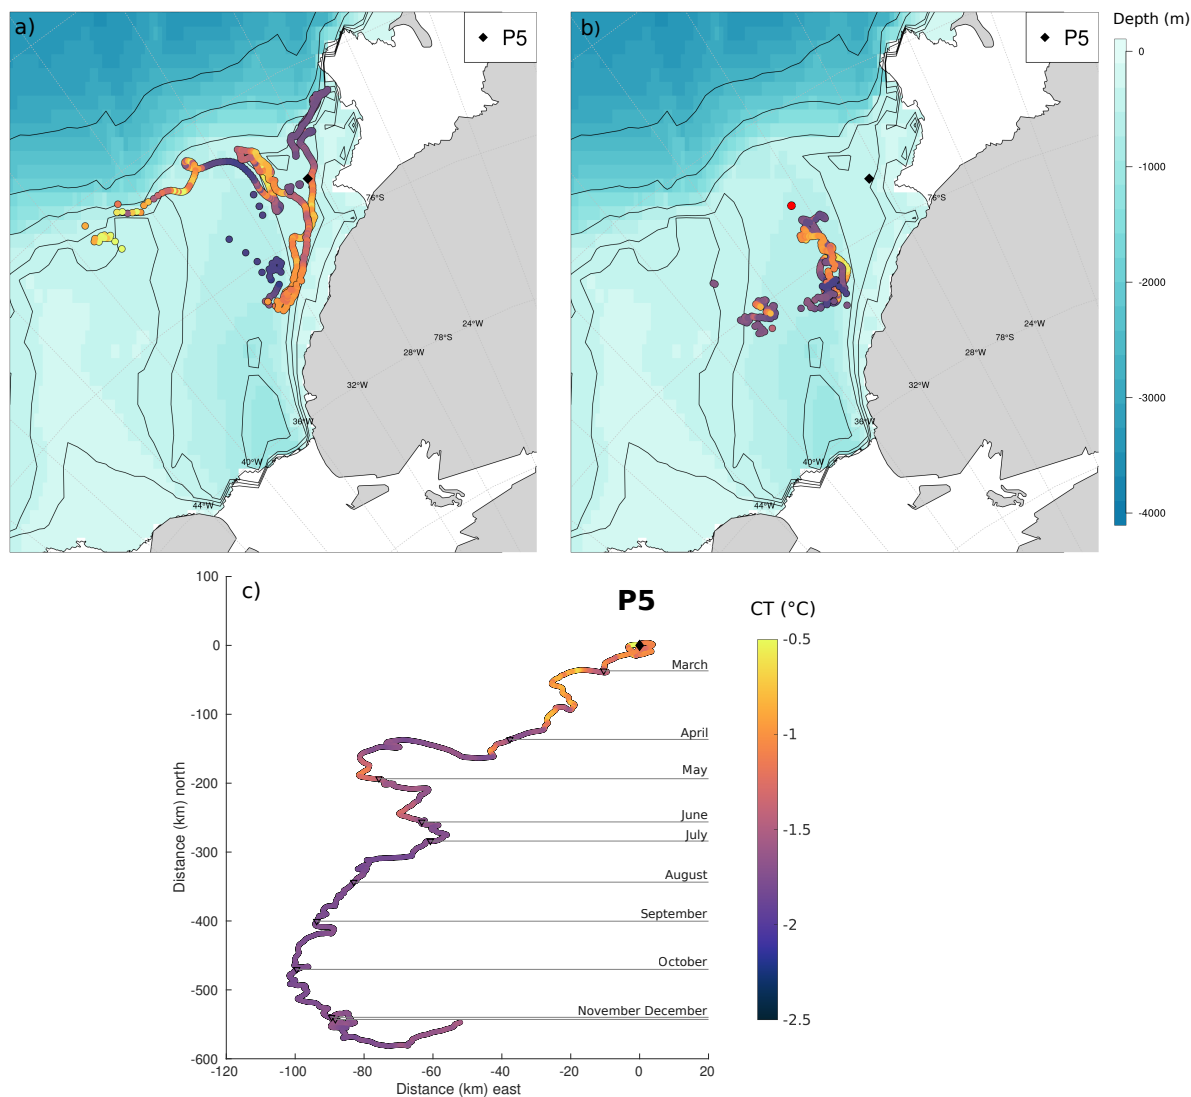 a)
P5
76°S
24°W
78°S
28°W
32°W
36°W
40°W
44°W
b)
P5
76°S
24°W
78°S
28°W
32°W
36°W
40°W
44°W
Depth (m)
0
-1000
-2000
-3000
-4000
c)
P5
100
0
-100
-200
-300
-400
-500
-600
Distance (km) north
March
April
May
June
July
August
September
October
November December
-120
-100
-80
-60
-40
-20
0
20
Distance (km) east
CT (°C)
-0.5
-1
-1.5
-2
-2.5